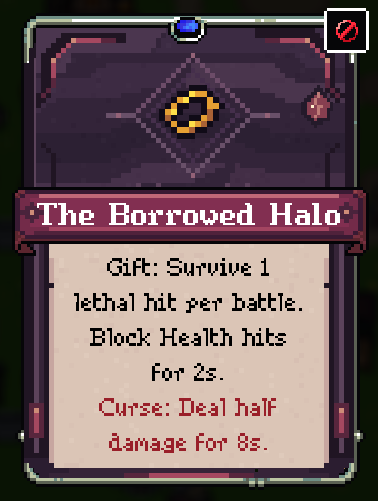 The Borrowed Halo
Gift: Survive 1
lethal hit per battle.
Block Health hits
for 2s.
Curse: Deal half
damage for 8s.